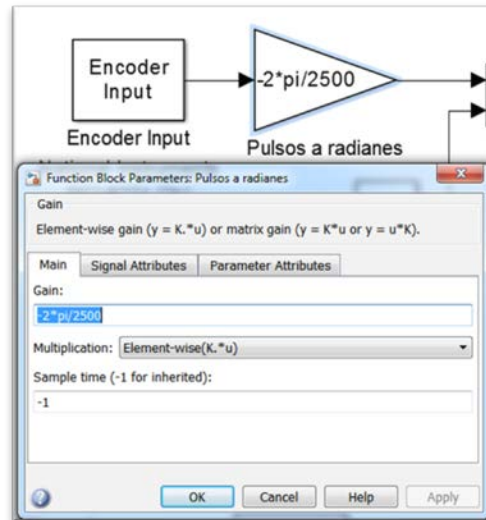 Encoder
Input
-2*pi/2500
Encoder Input
Pulsos a radianes
Function Block Parameters: Pulsos a radianes
Gain
Element-wise gain (y = K.*u) or matrix gain (y = K*u or y = u*K).
Main
Signal Attributes
Parameter Attributes
Gain:
-2*pi/2500
Multiplication: Element-wise(K.*u)
Sample time (-1 for inherited):
-1
OK
Cancel
Help
Apply